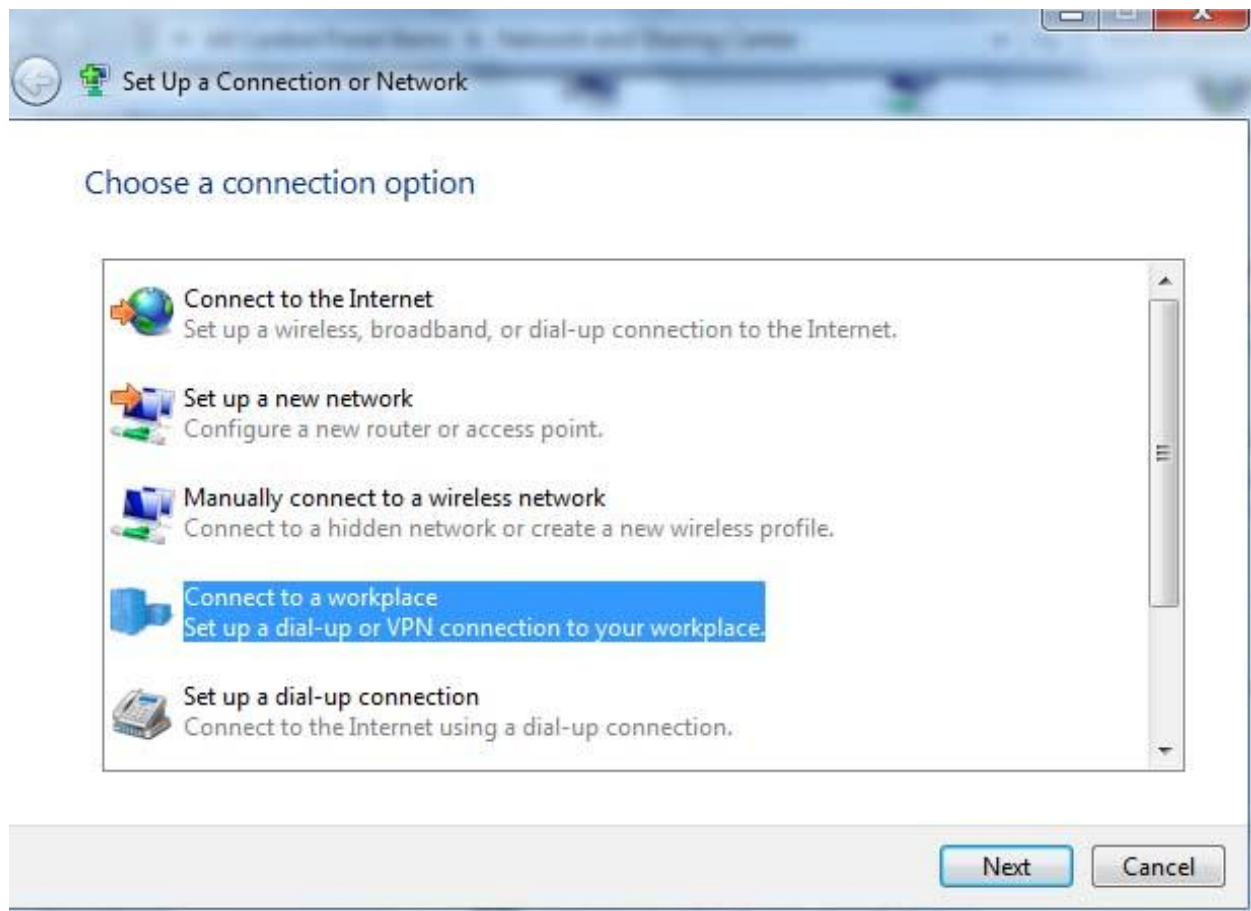 Set Up a Connection or Network
Choose a connection option
Connect to the Internet
Set up a wireless, broadband, or dial-up connection to the Internet.
Set up a new network
Configure a new router or access point.
Manually connect to a wireless network
Connect to a hidden network or create a new wireless profile.
Connect to a workplace
Set up a dial-up or VPN connection to your workplace.
Set up a dial-up connection
Connect to the Internet using a dial-up connection.
Next
Cancel